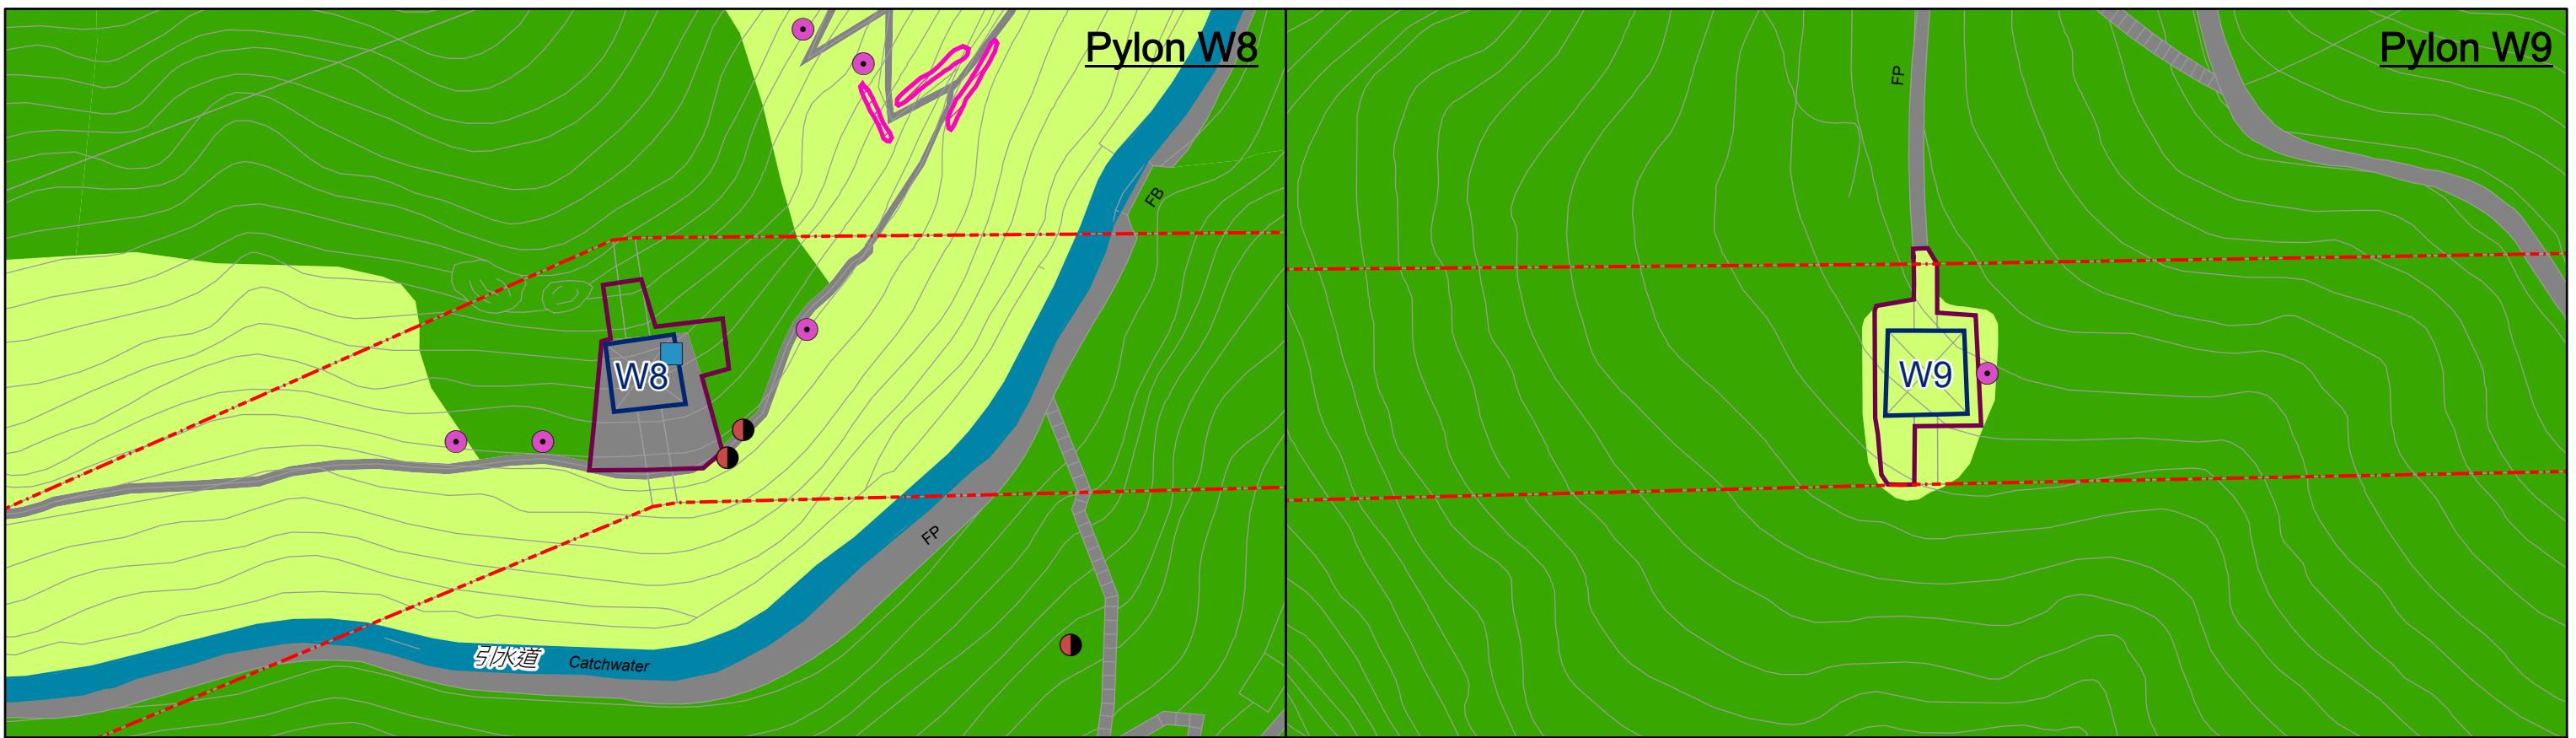 Pylon W8
FB
W8
FP
引水道 Catchwater
Pylon W9
FP
W9